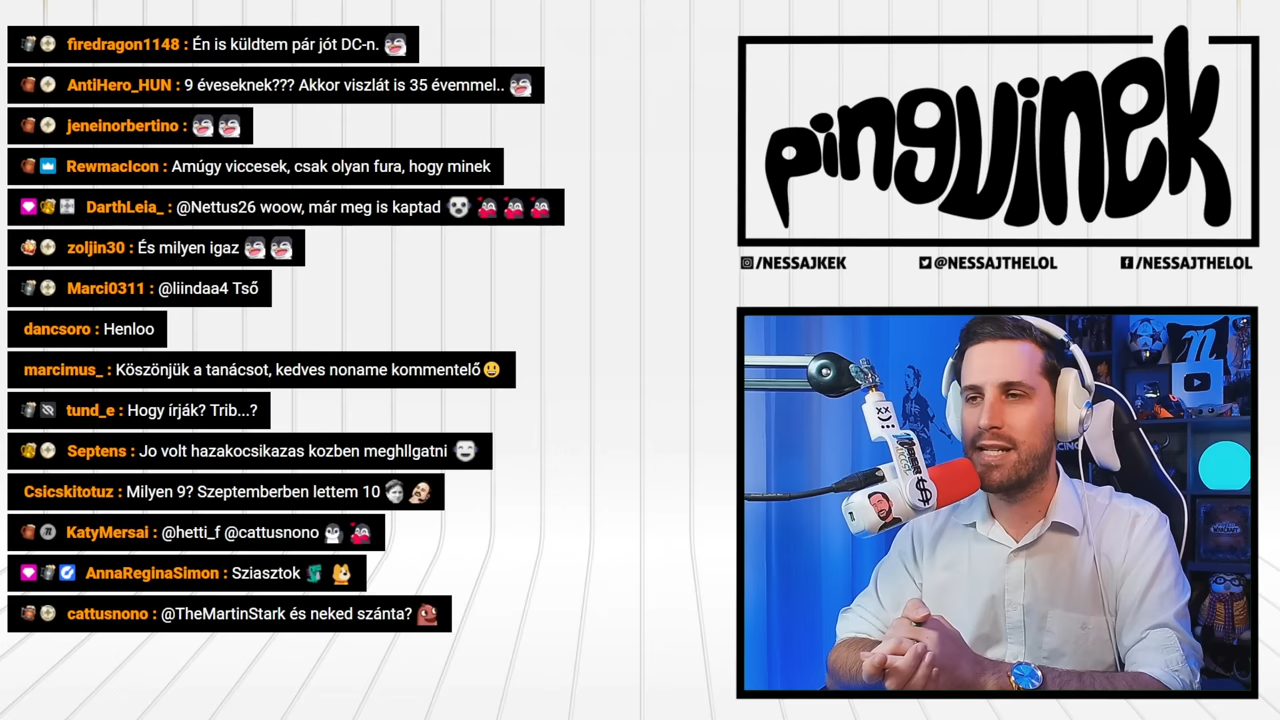 firedragon1148 : Én is küldtem pár jót DC-n.
AntiHero_HUN : 9 éveseknek??? Akkor viszlát is 35 évemmel..
jeneinorbertino :
RewmacIcon : Amúgy viccesek, csak olyan fura, hogy minek
DarthLeia_ : @Nettus26 woow, már meg is kaptad
zoljin30 : És milyen igaz
Marci0311 : @liindaa4 Tső
dancsoro : Henloo
marcimus_ : Köszönjük a tanácsot, kedves noname kommentelő
tund_e : Hogy írják? Trib...?
Septens : Jo volt hazakocsikazas kozben meghllgatni
Csicskitotuz : Milyen 9? Szeptemberben lettem 10
KatyMersai : @hetti_f @cattusnono
AnnaReginaSimon : Sziasztok
cattusnono : @TheMartinStark és neked szánta?
pingvinek
/NESSAJKEK
@NESSAJTHELOL
/NESSAJTHELOL